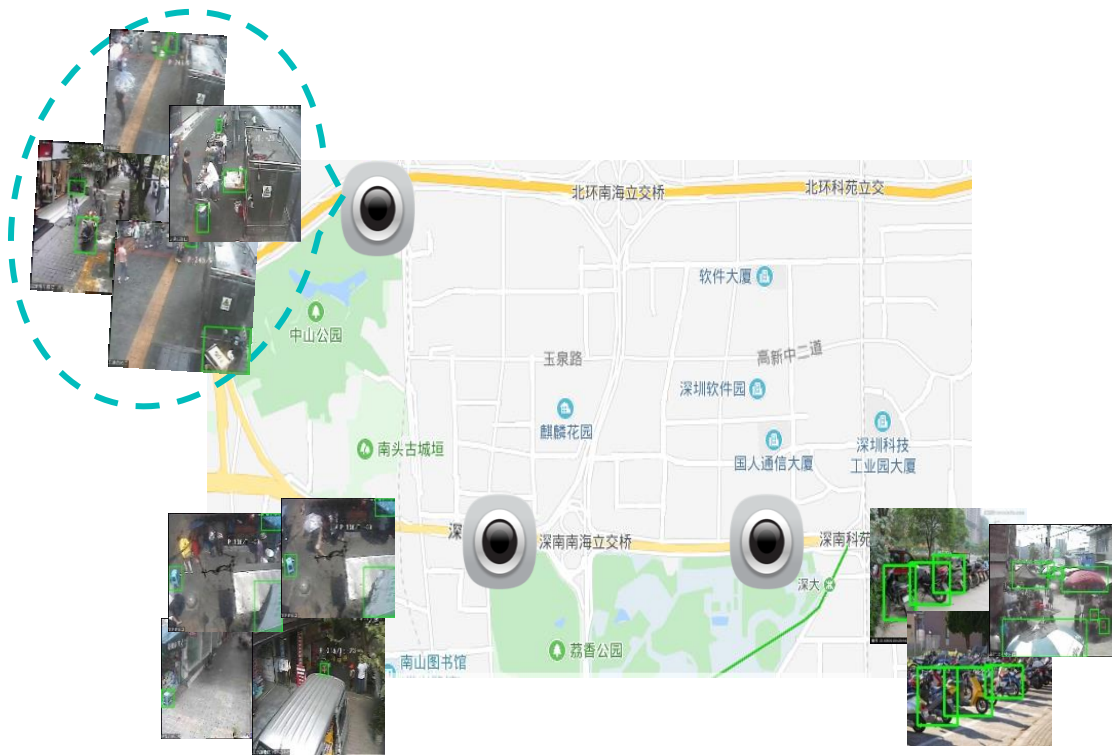 北环南海立交桥
北环科苑立交
软件大厦
中山公园
玉泉路
高新中二道
深圳软件园
麒麟花园
南头古城垣
国人通信大厦
深圳科技
工业园大厦
深
深南南海立交桥
深南科苑
深大
荔香公园
南山图书馆